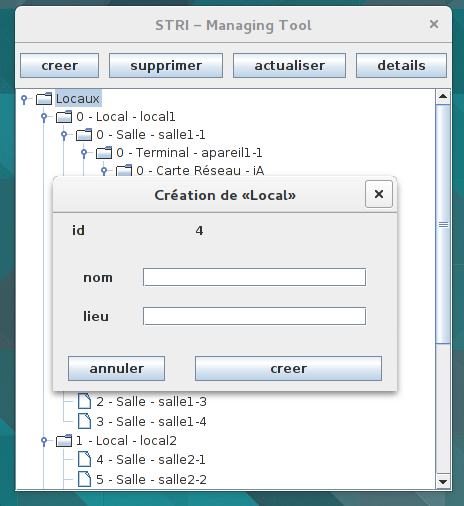 STRI – Managing Tool
creer supprimer actualiser details
Locaux
0 - Local - local1
0 - Salle - salle1-1
0 - Terminal - apareil1-1
0 - Carte Réseau - iA
Création de «Local»
id 4
nom
lieu
annuler creer
2 - Salle - salle1-3
3 - Salle - salle1-4
1 - Local - local2
4 - Salle - salle2-1
5 - Salle - salle2-2